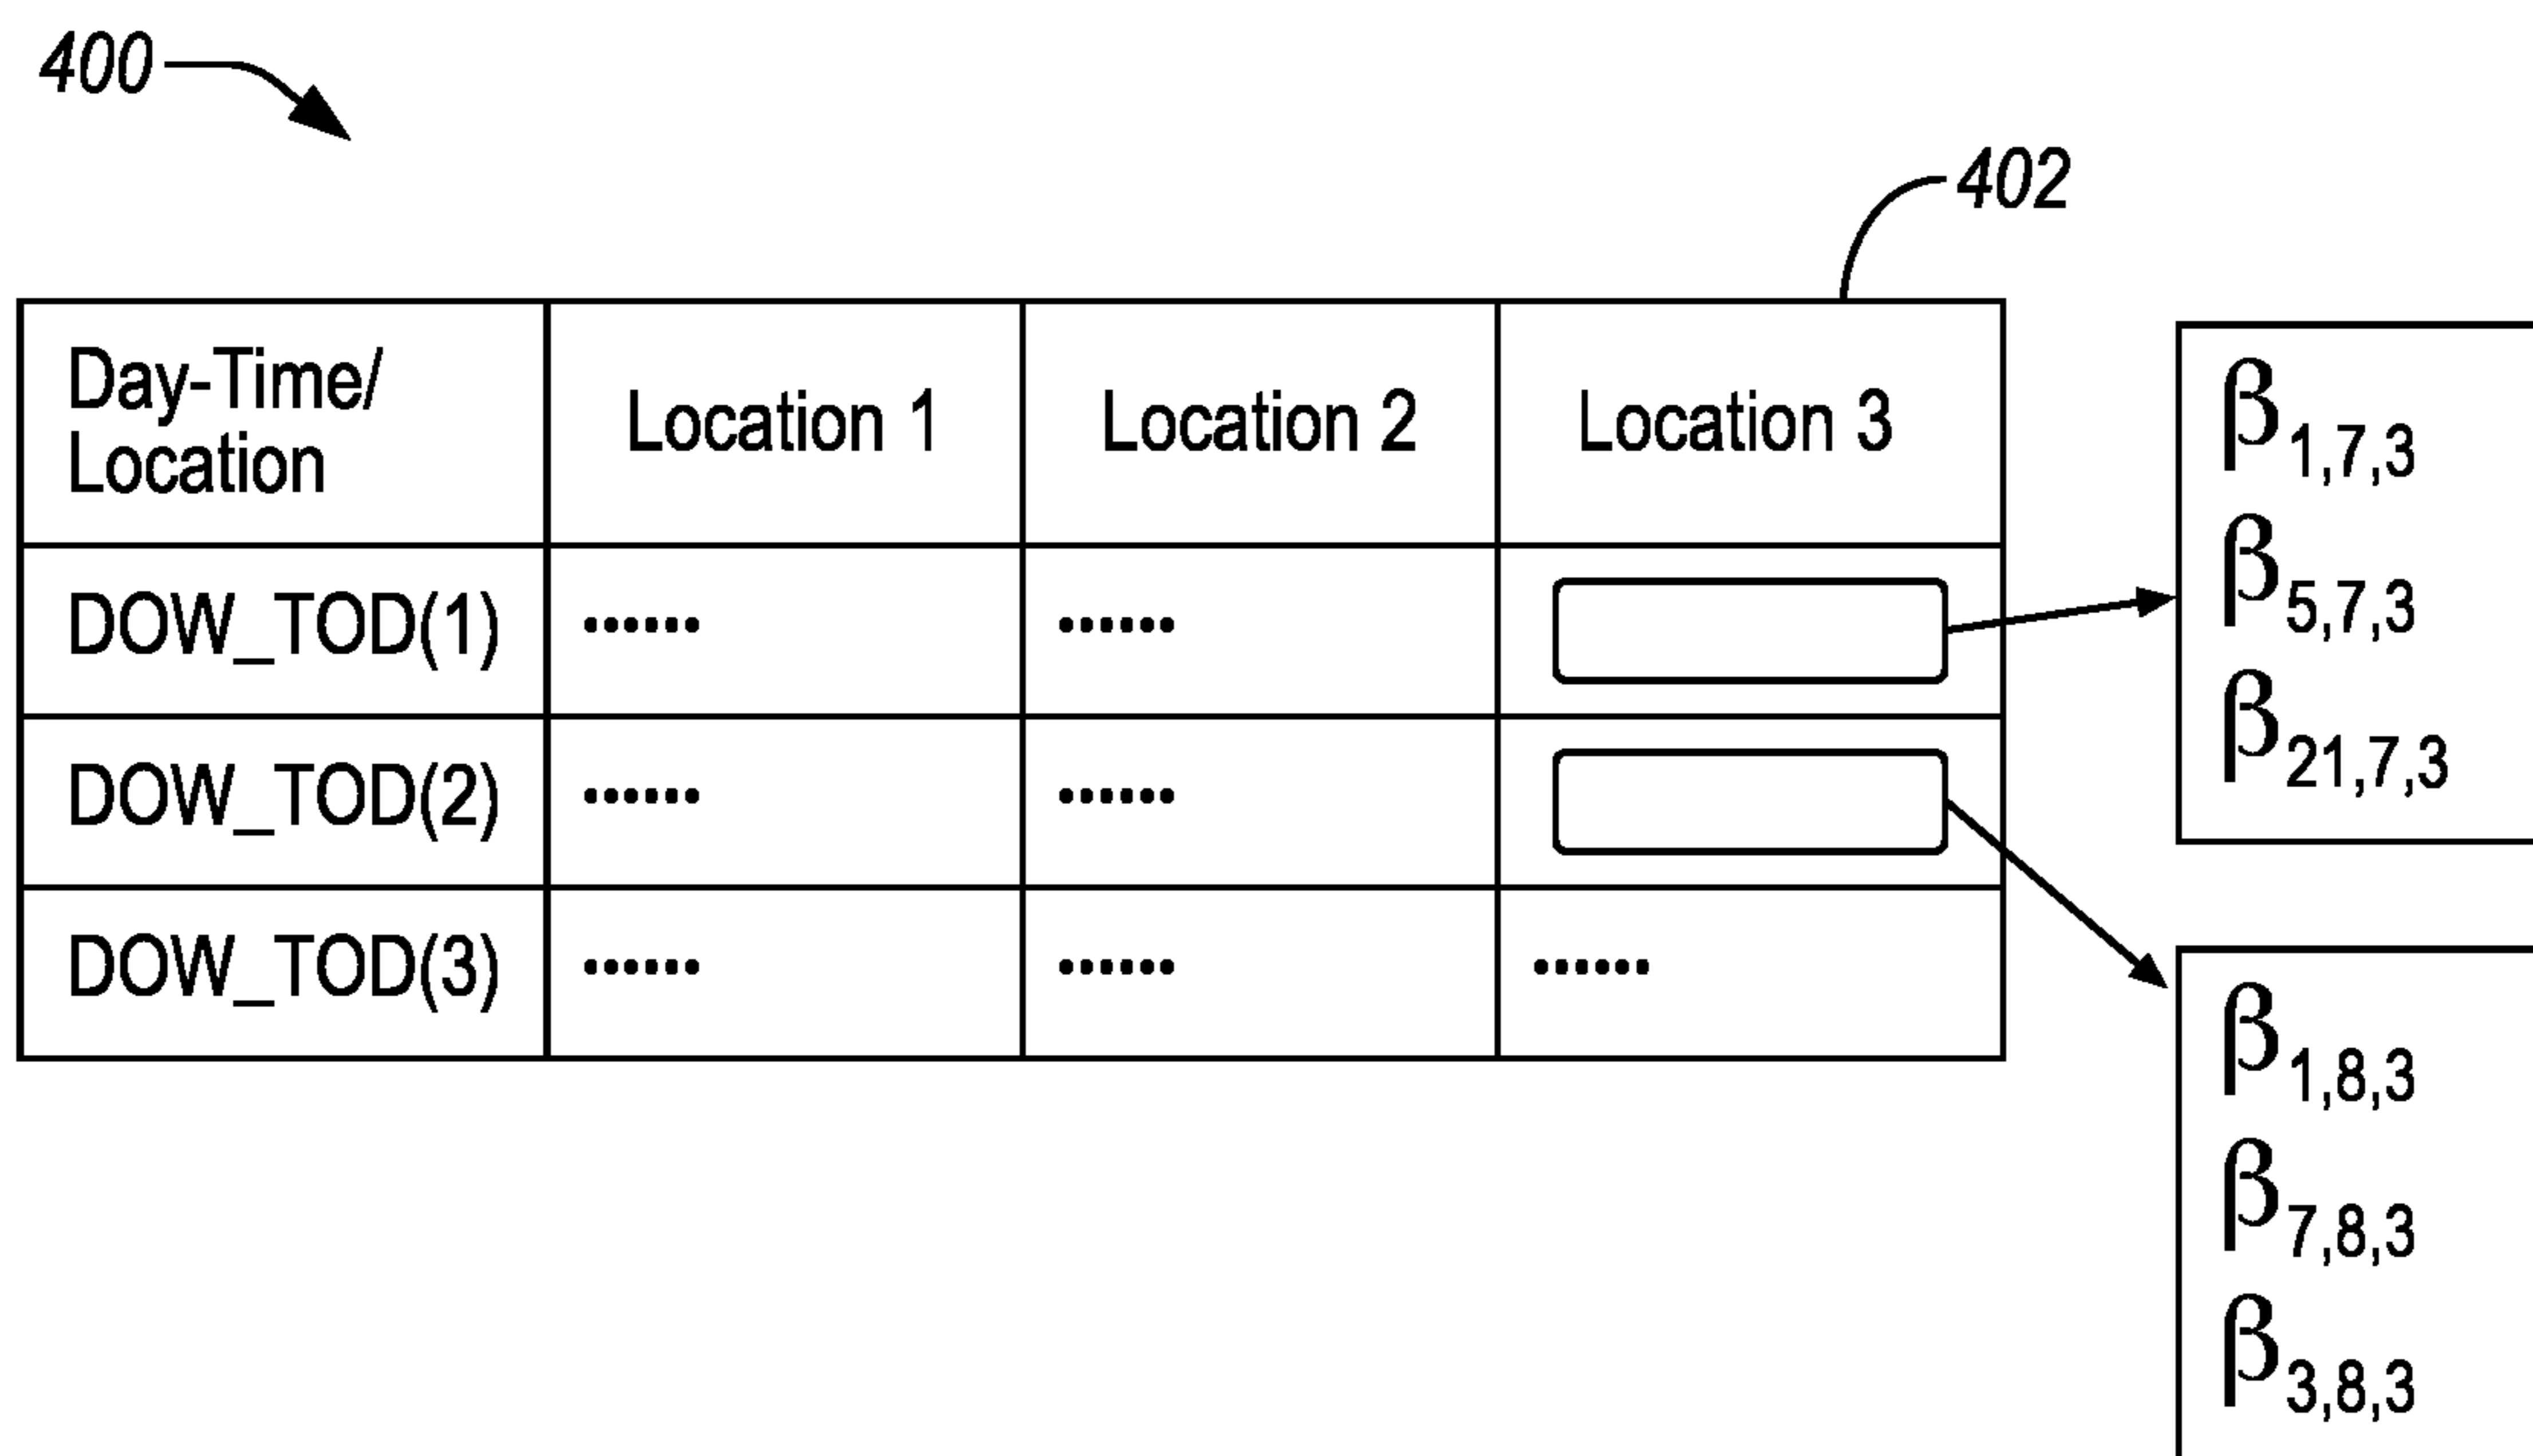 400
402
Day-Time/
Location
Location 1
Location 2
Location 3
DOW_TOD(1)
......
......
DOW_TOD(2)
......
......
DOW_TOD(3)
......
......
......
β1,7,3
β5,7,3
β21,7,3
β1,8,3
β7,8,3
β3,8,3